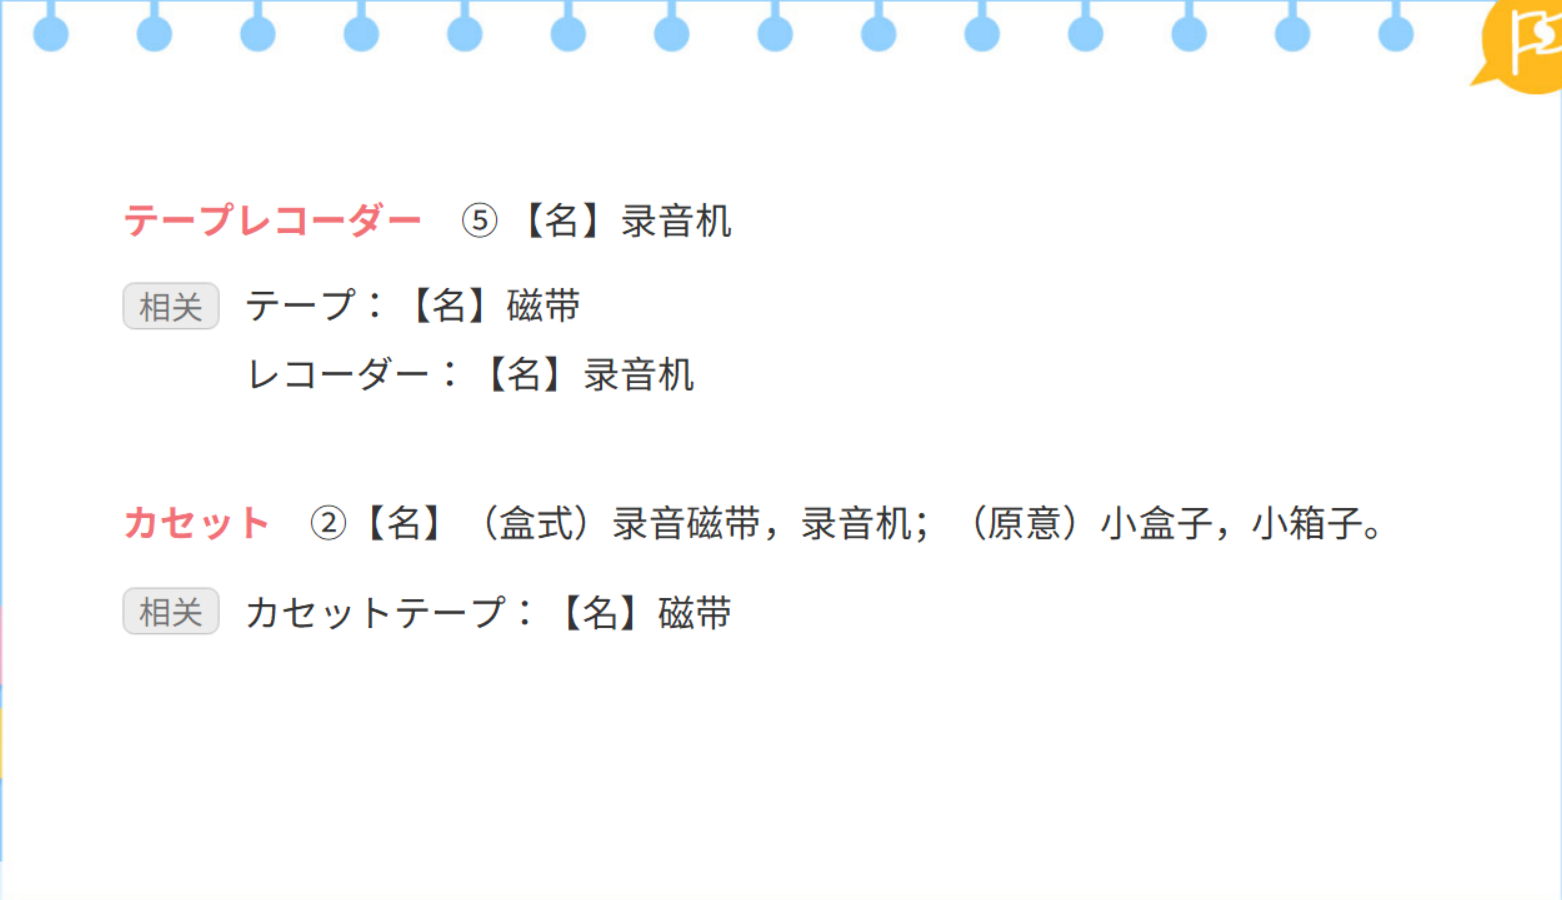 テープレコーダー ⑤ 【名】录音机
相关 テープ：【名】磁带
レコーダー：【名】录音机
カセット ②【名】（盒式）录音磁带，录音机；（原意）小盒子，小箱子。
相关 カセットテープ：【名】磁带